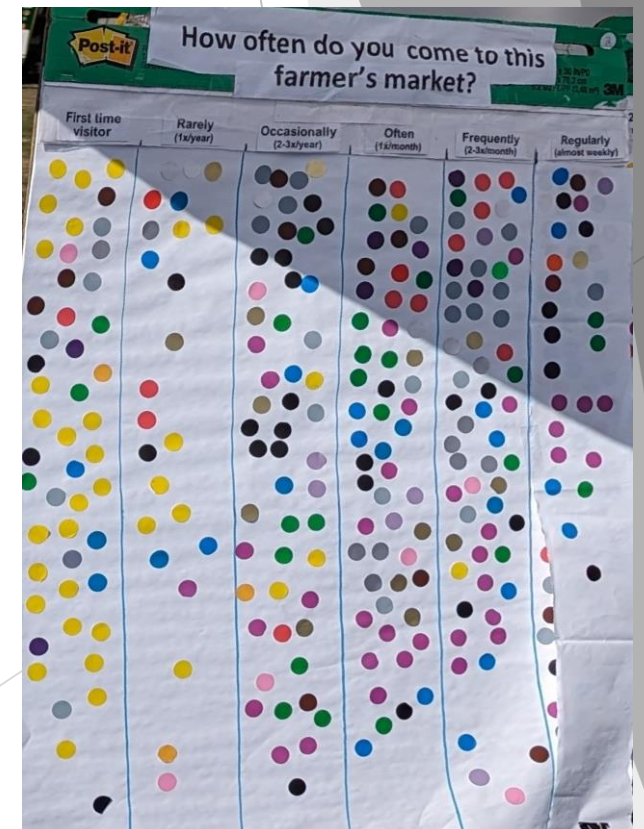 Post-it
How often do you come to this
farmer's market?
3M
First time
visitor
Rarely
(1x/year)
Occasionally
(2-3x/year)
Often
(1x/month)
Frequently
(2-3x/month)
Regularly
(almost weekly)